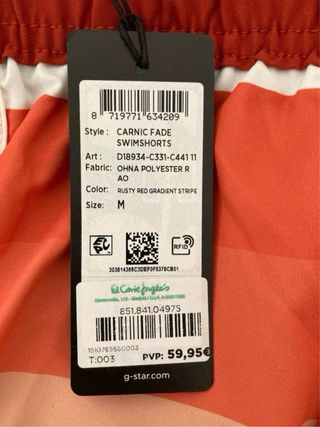 8 719771 634209
Style : CARNIC FADE
SWIMSHORTS
Art : D18934-C331-C441 11
Fabric: OHNA POLYESTER R
AO
Color: RUSTY RED GRADIENT STRIPE
Size: M
RFID
El Corte Inglés
851.841.04975
T:003
PVP: 59,95€
g-star.com